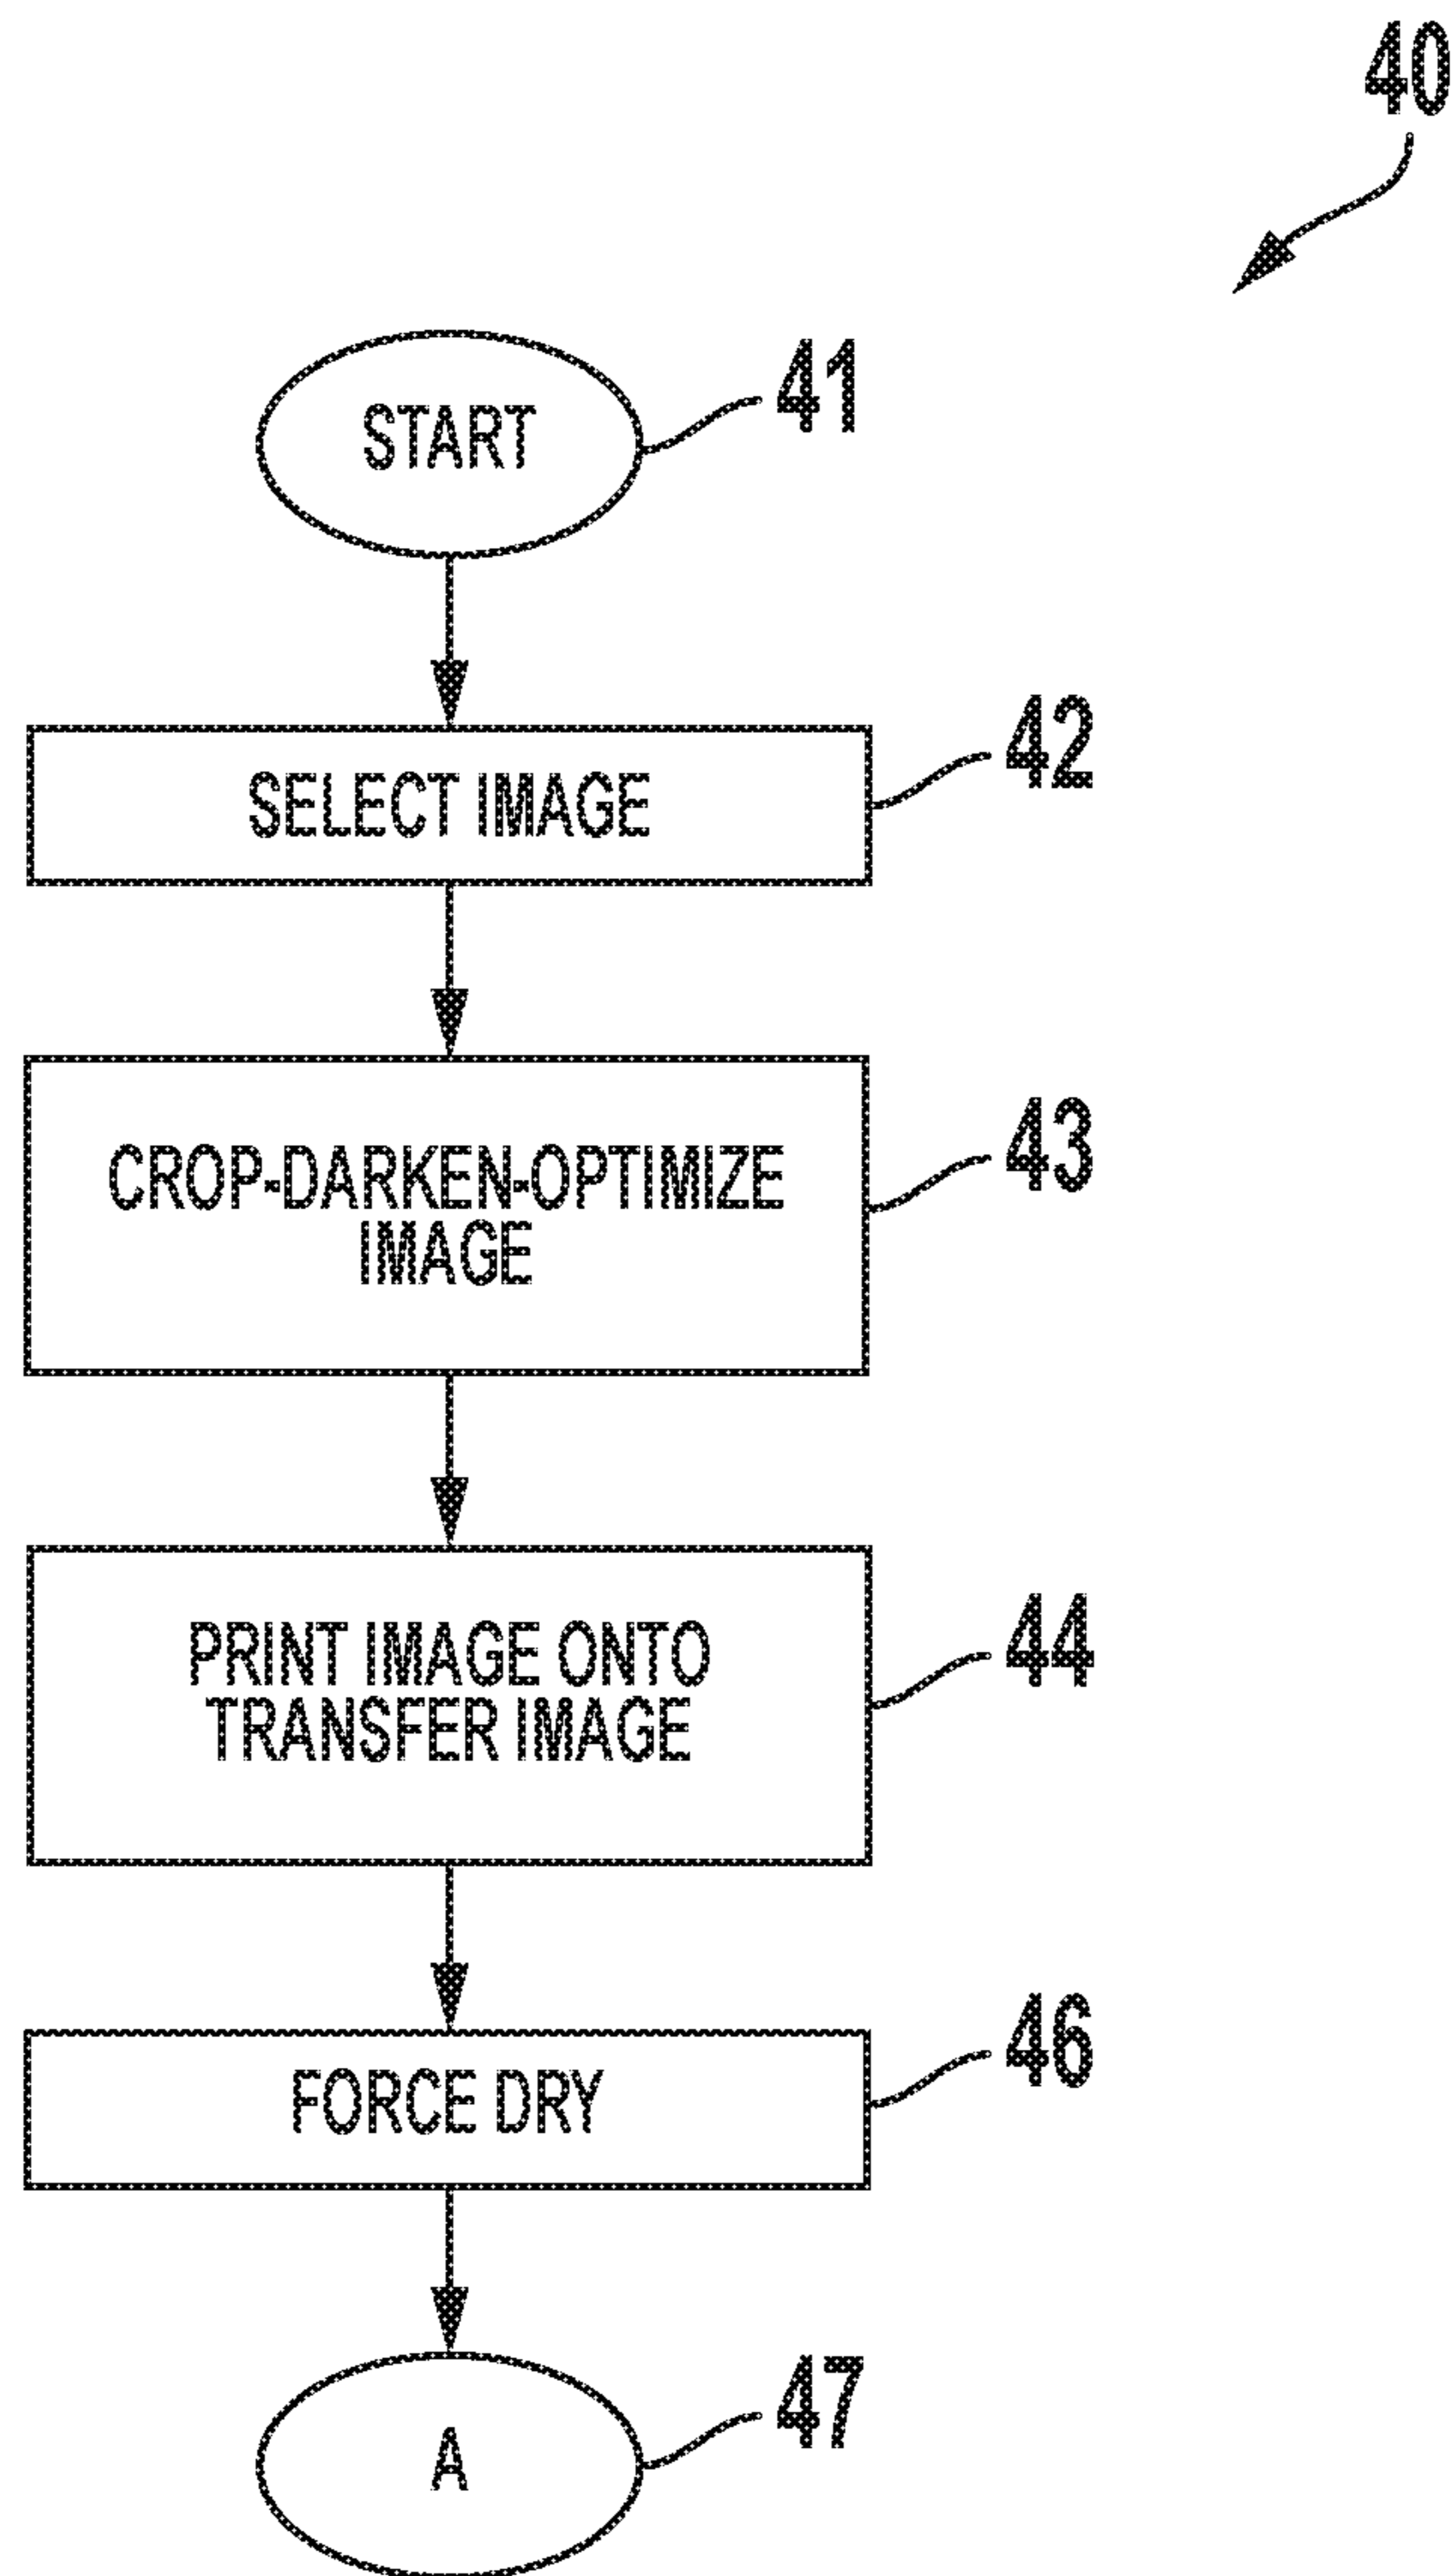 40
START
41
SELECT IMAGE
42
CROP-DARKEN-OPTIMIZE
IMAGE
43
PRINT IMAGE ONTO
TRANSFER IMAGE
44
FORCE DRY
46
A
47